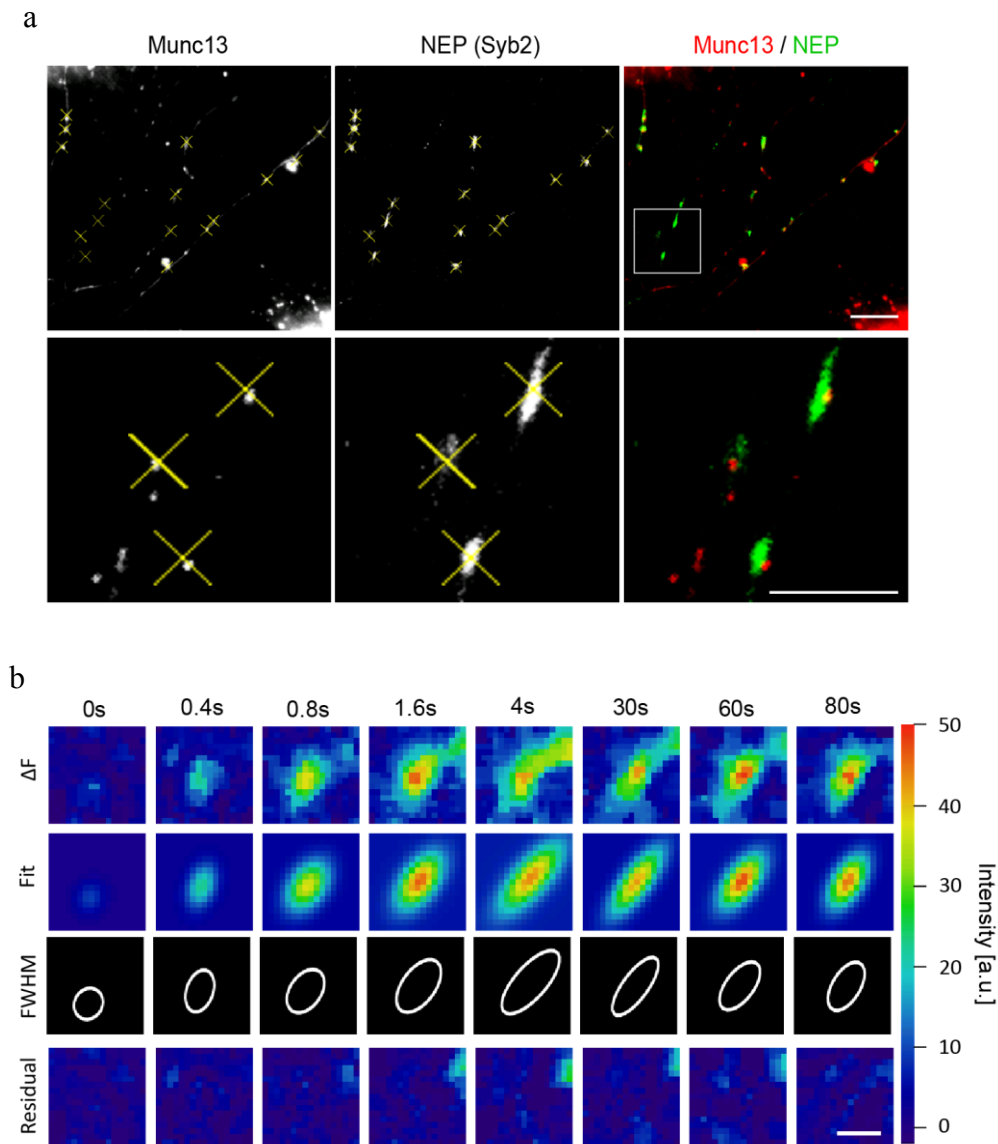 a
Munc13 NEP (Syb2) Munc13 / NEP
b
0s 0.4s 0.8s 1.6s 4s 30s 60s 80s
ΔF
Fit
FWHM
Residual
50
40
30
20
10
0
Intensity [a.u.]